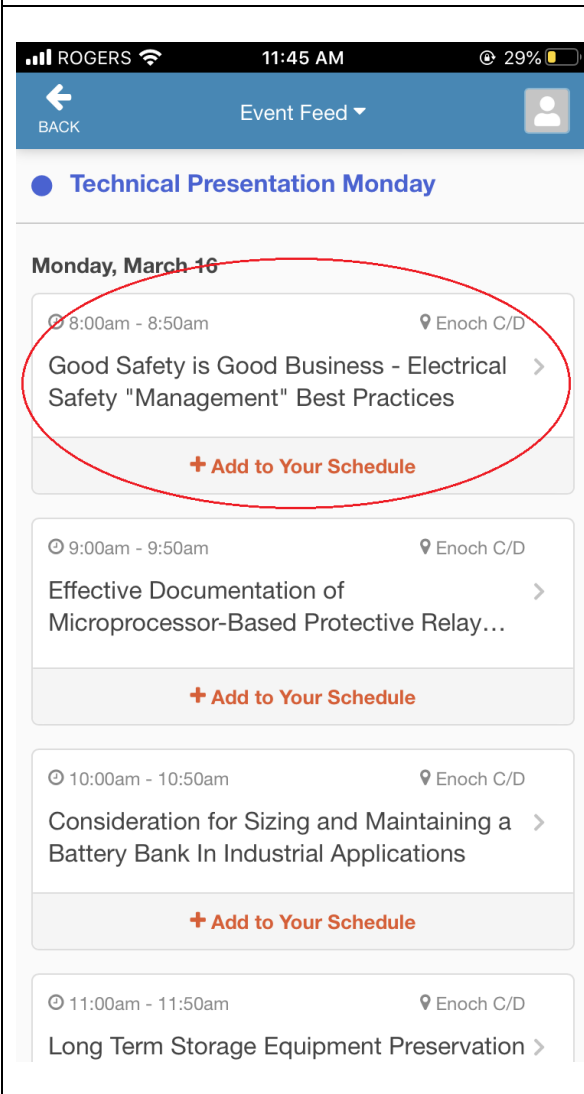 ROGERS 11:45 AM 29%
BACK Event Feed
Technical Presentation Monday
Monday, March 16
8:00am - 8:50am Enoch C/D
Good Safety is Good Business - Electrical
Safety "Management" Best Practices
+ Add to Your Schedule
9:00am - 9:50am Enoch C/D
Effective Documentation of
Microprocessor-Based Protective Relay…
+ Add to Your Schedule
10:00am - 10:50am Enoch C/D
Consideration for Sizing and Maintaining a
Battery Bank In Industrial Applications
+ Add to Your Schedule
11:00am - 11:50am Enoch C/D
Long Term Storage Equipment Preservation